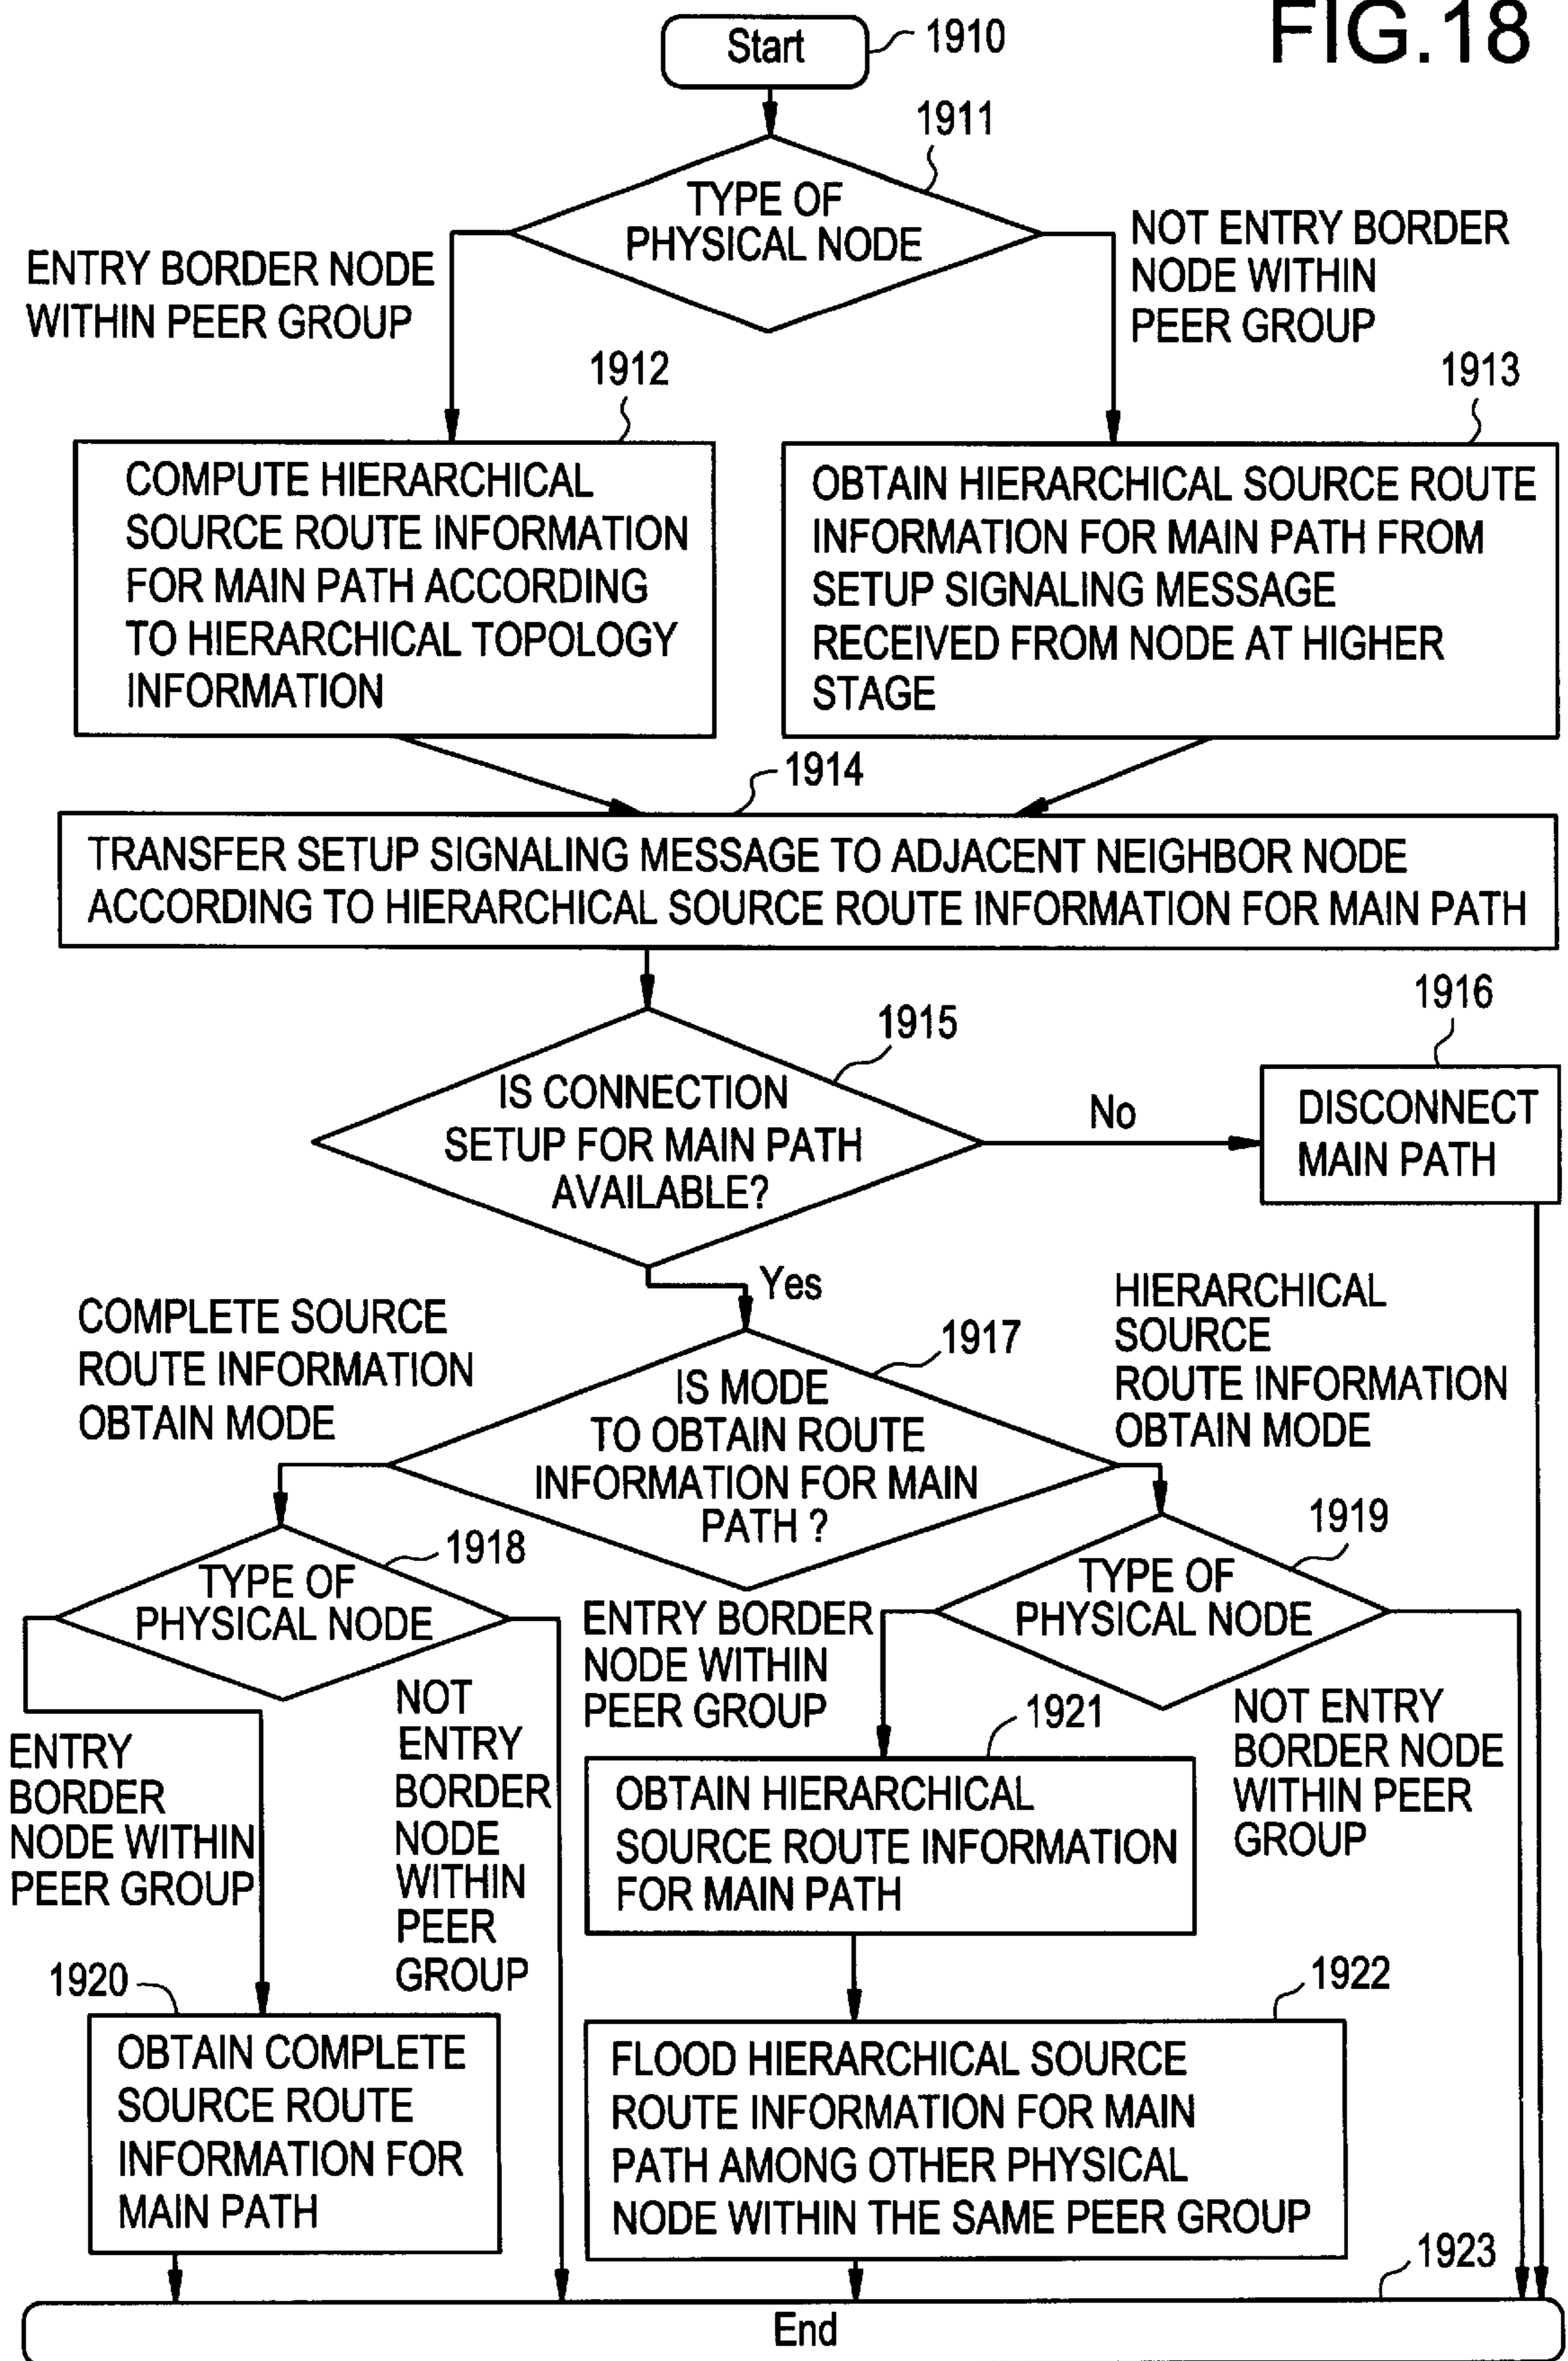 FIG.18
Start
1910
1911
TYPE OF
PHYSICAL NODE
ENTRY BORDER NODE
WITHIN PEER GROUP
NOT ENTRY BORDER
NODE WITHIN
PEER GROUP
1912
1913
COMPUTE HIERARCHICAL
SOURCE ROUTE INFORMATION
FOR MAIN PATH ACCORDING
TO HIERARCHICAL TOPOLOGY
INFORMATION
OBTAIN HIERARCHICAL SOURCE ROUTE
INFORMATION FOR MAIN PATH FROM
SETUP SIGNALING MESSAGE
RECEIVED FROM NODE AT HIGHER
STAGE
1914
TRANSFER SETUP SIGNALING MESSAGE TO ADJACENT NEIGHBOR NODE
ACCORDING TO HIERARCHICAL SOURCE ROUTE INFORMATION FOR MAIN PATH
1915
IS CONNECTION
SETUP FOR MAIN PATH
AVAILABLE?
No
1916
DISCONNECT
MAIN PATH
Yes
COMPLETE SOURCE
ROUTE INFORMATION
OBTAIN MODE
1917
IS MODE
TO OBTAIN ROUTE
INFORMATION FOR MAIN
PATH ?
HIERARCHICAL
SOURCE
ROUTE INFORMATION
OBTAIN MODE
1918
TYPE OF
PHYSICAL NODE
1919
TYPE OF
PHYSICAL NODE
ENTRY
BORDER
NODE WITHIN
PEER GROUP
NOT
ENTRY
BORDER
NODE
WITHIN
PEER
GROUP
ENTRY BORDER
NODE WITHIN
PEER GROUP
NOT ENTRY
BORDER NODE
WITHIN PEER
GROUP
1921
OBTAIN HIERARCHICAL
SOURCE ROUTE INFORMATION
FOR MAIN PATH
1920
OBTAIN COMPLETE
SOURCE ROUTE
INFORMATION FOR
MAIN PATH
1922
FLOOD HIERARCHICAL SOURCE
ROUTE INFORMATION FOR MAIN
PATH AMONG OTHER PHYSICAL
NODE WITHIN THE SAME PEER GROUP
1923
End